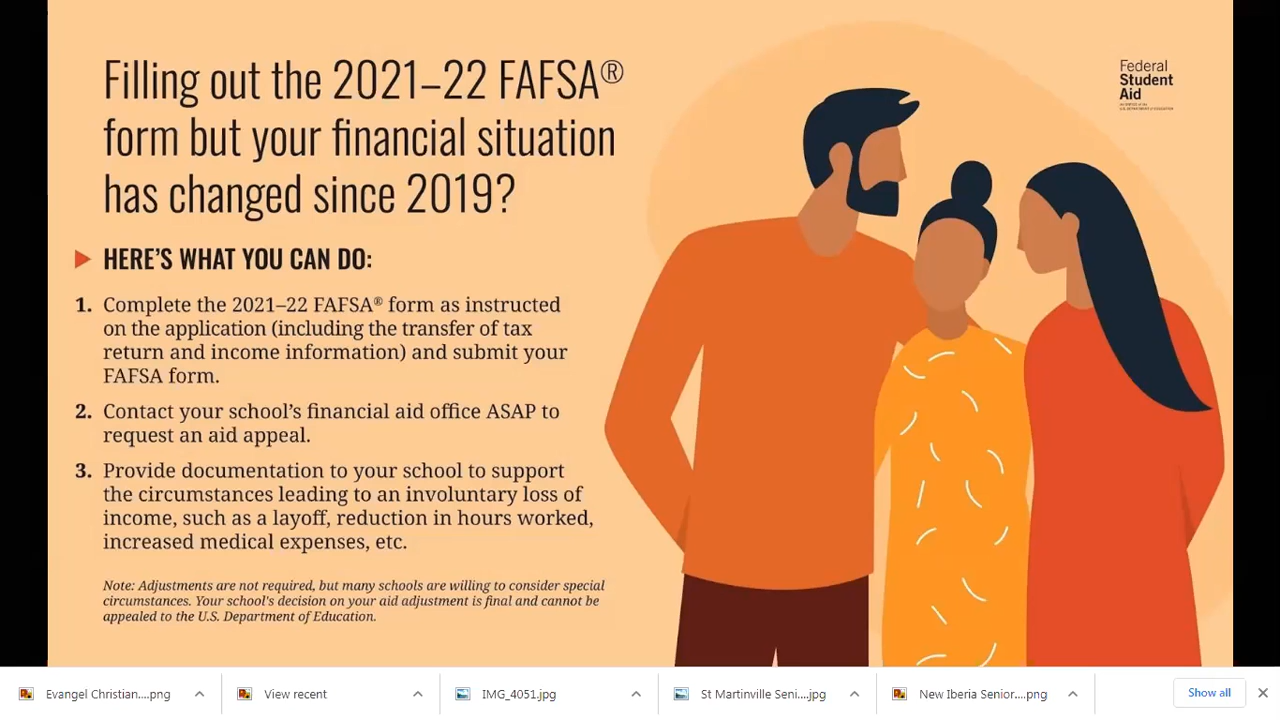 Filling out the 2021–22 FAFSA®
form but your financial situation
has changed since 2019?
HERE'S WHAT YOU CAN DO:
1. Complete the 2021–22 FAFSA® form as instructed
on the application (including the transfer of tax
return and income information) and submit your
FAFSA form.
2. Contact your school's financial aid office ASAP to
request an aid appeal.
3. Provide documentation to your school to support
the circumstances leading to an involuntary loss of
income, such as a layoff, reduction in hours worked,
increased medical expenses, etc.
Note: Adjustments are not required, but many schools are willing to consider special
circumstances. Your school's decision on your aid adjustment is final and cannot be
appealed to the U.S. Department of Education.
Federal
Student
Aid
Evangel Christian....png
View recent
IMG_4051.jpg
St Martinville Seni....jpg
New Iberia Senior....png
Show all